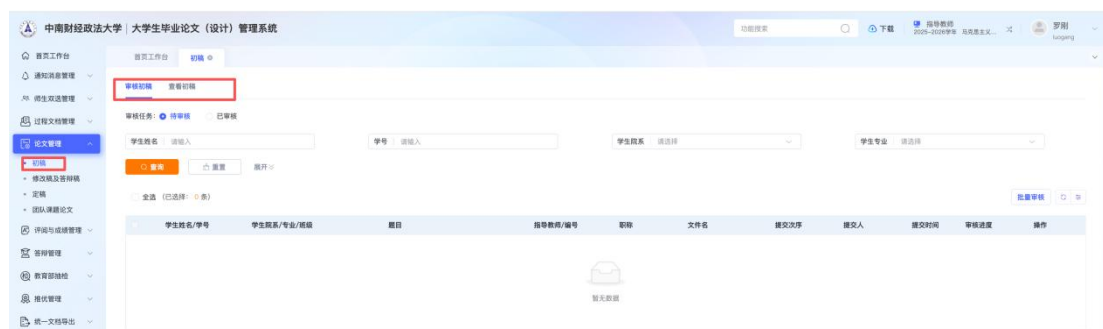 中南财经政法大学 | 大学生毕业论文（设计）管理系统
功能搜索
下载
指导教师
2025-2026学年 马克思主义...
罗刚
luogang
首页工作台
通知消息管理
师生双选管理
过程文档管理
论文管理
初稿
修改稿及答辩稿
定稿
团队课题论文
评阅与成绩管理
答辩管理
教育部抽检
推优管理
统一文档导出
首页工作台 初稿
审核初稿 查看初稿
审核任务： 待审核 已审核
学生姓名 请输入 学号 请输入 学生院系 请选择 学生专业 请选择
查询 重置 展开
全选 （已选择： 0 条） 批量审核
学生姓名/学号 学生院系/专业/班级 题目 指导教师/编号 职称 文件名 提交次序 提交人 提交时间 审核进度 操作
暂无数据